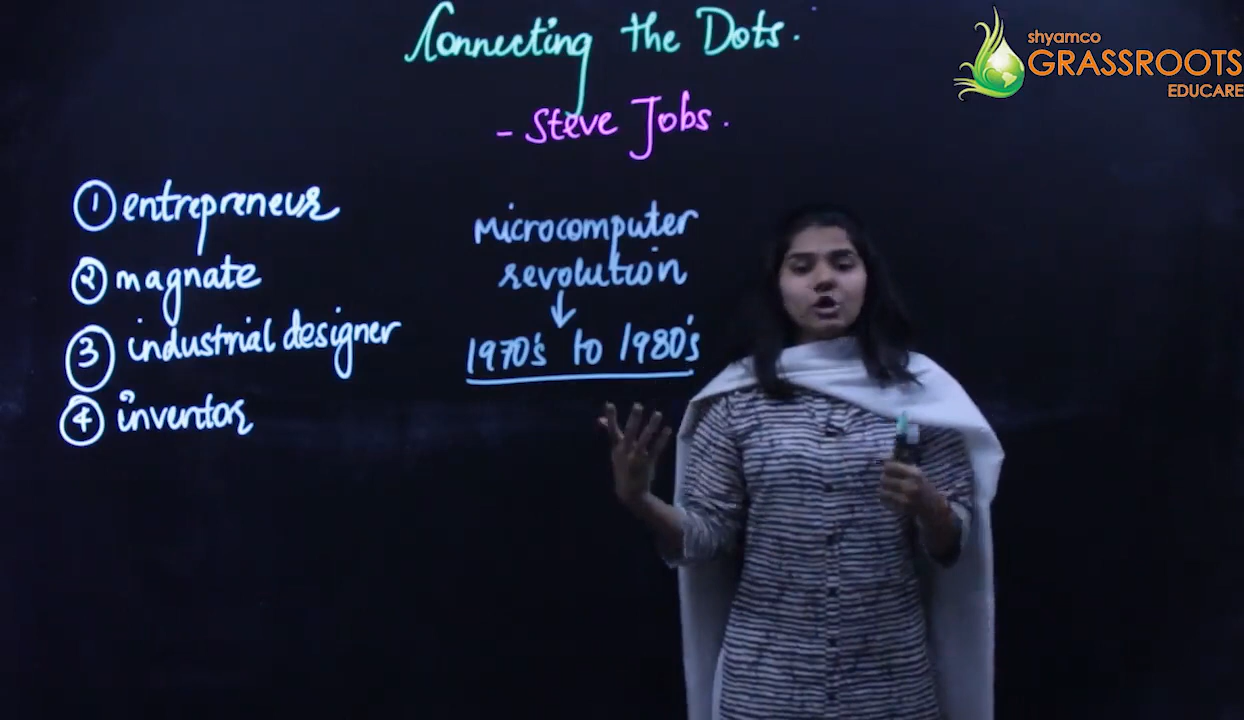 Connecting the Dots.
- Steve Jobs.
① entrepreneur
② magnate
③ industrial designer
④ inventor
microcomputer
revolution
↓
1970's to 1980's
shyamco
GRASSROOTS
EDUCARE